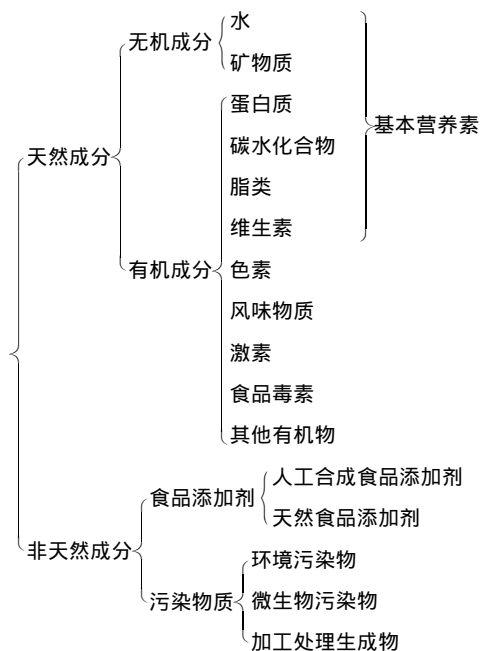 无机成分
水
矿物质
蛋白质
基本营养素
碳水化合物
天然成分
脂类
维生素
有机成分
色素
风味物质
激素
食品毒素
其他有机物
人工合成食品添加剂
食品添加剂
天然食品添加剂
非天然成分
环境污染物
污染物质
微生物污染物
加工处理生成物